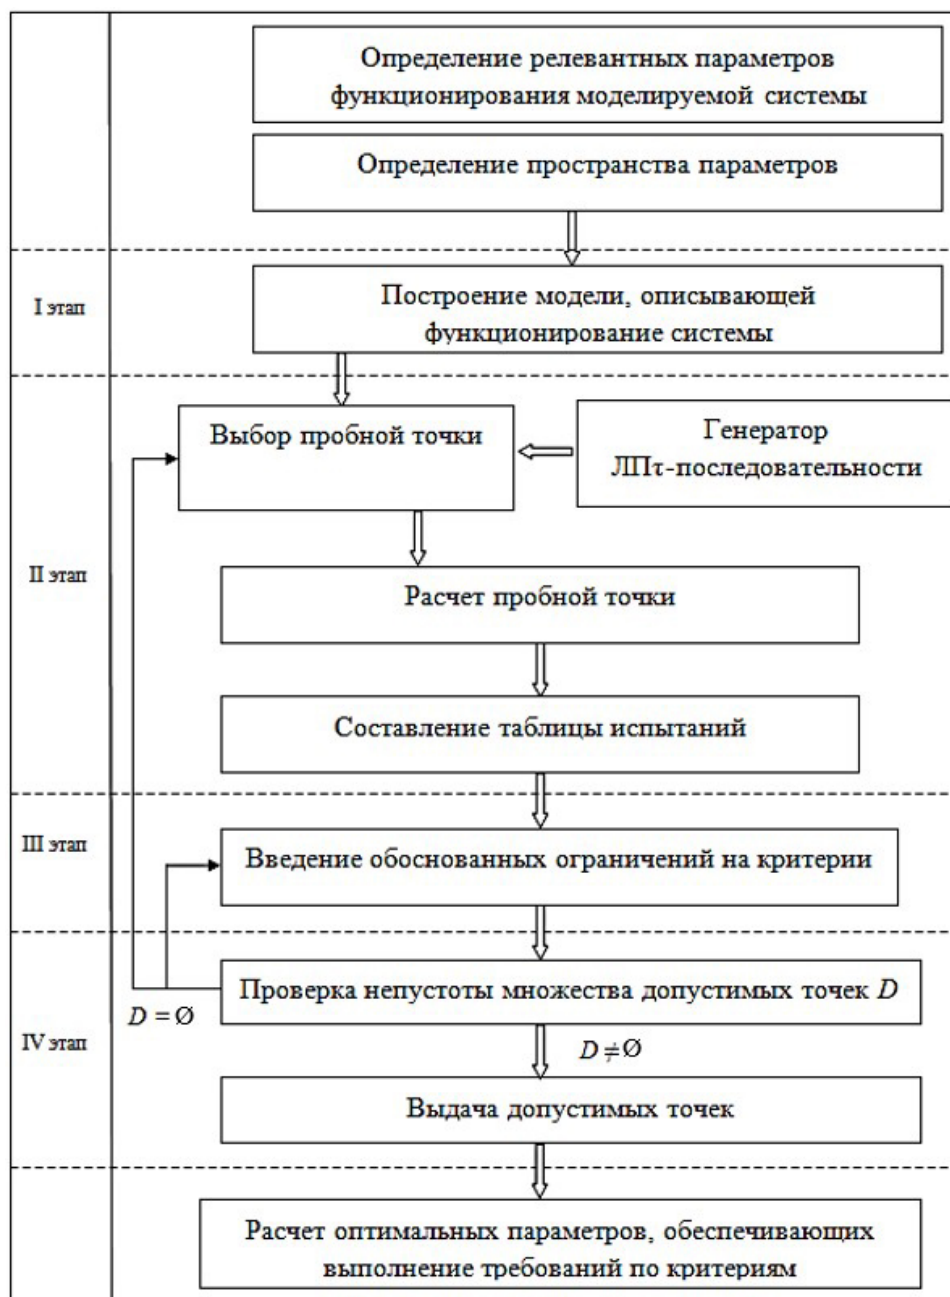 Определение релевантных параметров
функционирования моделируемой системы
Определение пространства параметров
I этап
Построение модели, описывающей
функционирование системы
Выбор пробной точки
Генератор
ЛПτ-последовательности
II этап
Расчет пробной точки
Составление таблицы испытаний
III этап
Введение обоснованных ограничений на критерии
Проверка непустоты множества допустимых точек D
D = Ø
IV этап
D ≠ Ø
Выдача допустимых точек
Расчет оптимальных параметров, обеспечивающих
выполнение требований по критериям